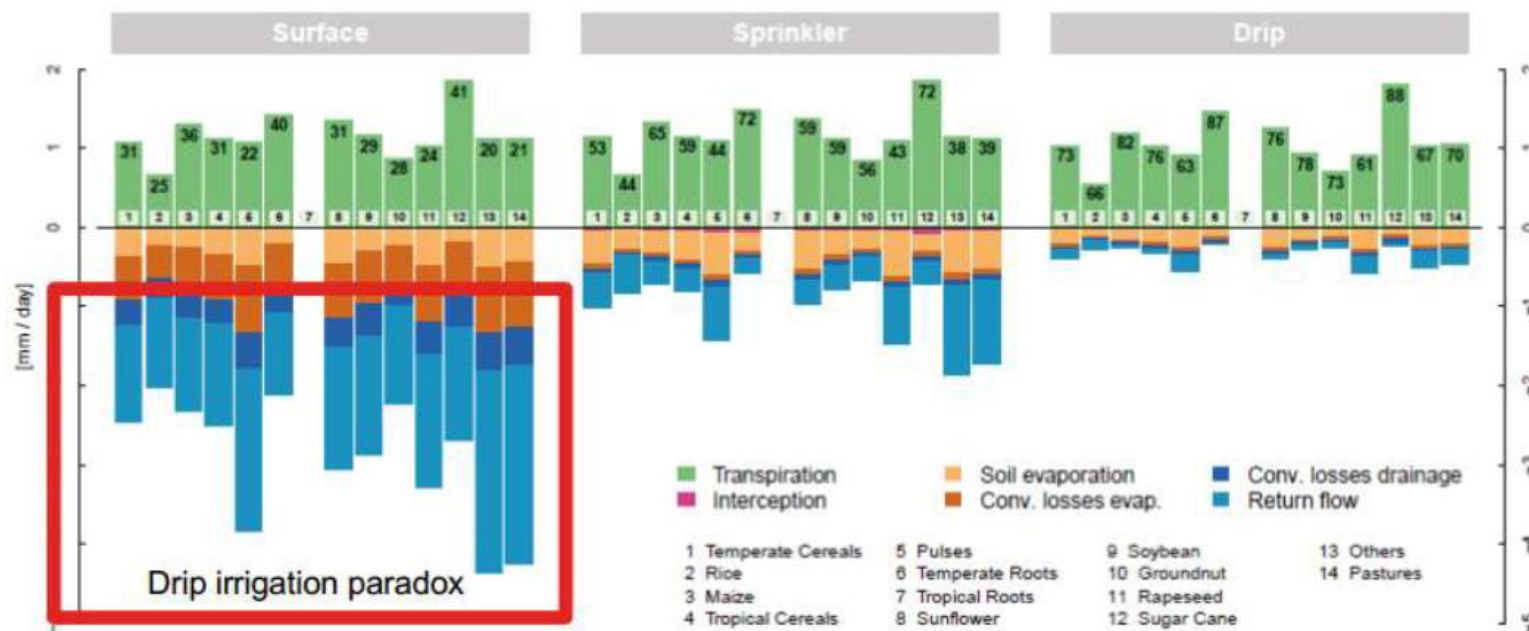 Surface Sprinkler Drip
2 2
41 72 88
31 36 31 22 40 31 29 24 20 21 53 65 59 44 72 59 59 43 38 39 73 82 76 63 87 76 78 61 67 70
1
25 28 44 56 66 73
0 1 2 3 4 5 6 7 8 9 10 11 12 13 14 1 2 3 4 5 6 7 8 9 10 11 12 13 14 1 2 3 4 5 6 7 8 9 10 11 12 13 14 0
[mm / day]
Transpiration Soil evaporation Conv. losses drainage
Interception Conv. losses evap. Return flow
1 Temperate Cereals 5 Pulses 9 Soybean 13 Others
2 Rice 6 Temperate Roots 10 Groundnut 14 Pastures
3 Maize 7 Tropical Roots 11 Rapeseed
4 Tropical Cereals 8 Sunflower 12 Sugar Cane
Drip irrigation paradox